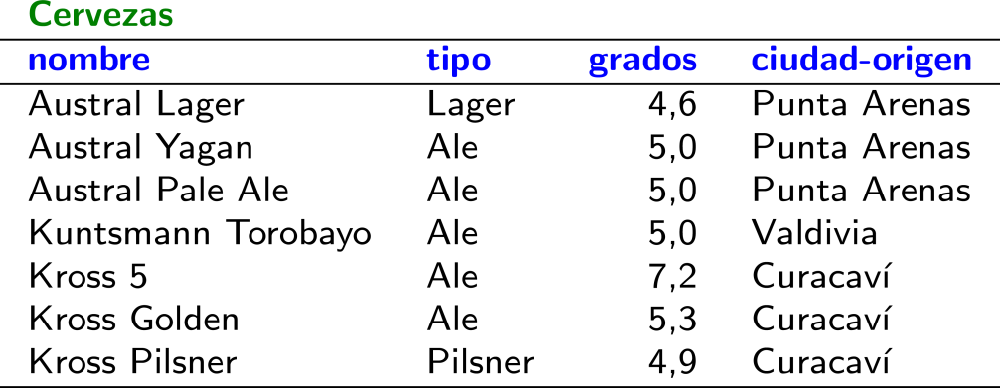 Cervezas
nombre tipo grados ciudad-origen
Austral Lager Lager 4,6 Punta Arenas
Austral Yagan Ale 5,0 Punta Arenas
Austral Pale Ale Ale 5,0 Punta Arenas
Kuntsmann Torobayo Ale 5,0 Valdivia
Kross 5 Ale 7,2 Curacaví
Kross Golden Ale 5,3 Curacaví
Kross Pilsner Pilsner 4,9 Curacaví